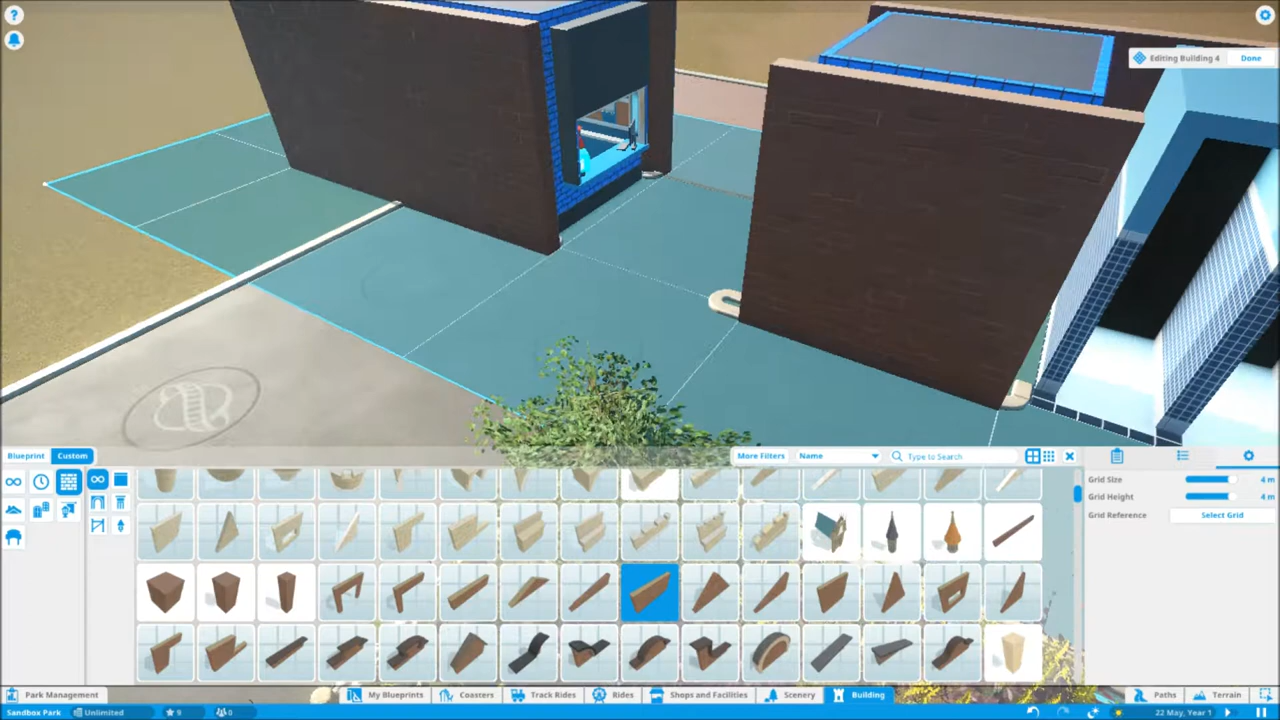 ?
Editing Building 4 Done
Blueprint Custom More Filters Name Type to Search
Grid Size 4 m
Grid Height 4 m
Grid Reference Select Grid
Park Management My Blueprints Coasters Track Rides Rides Shops and Facilities Scenery Building Paths Terrain
Sandbox Park Unlimited 9 0 22 May, Year 1